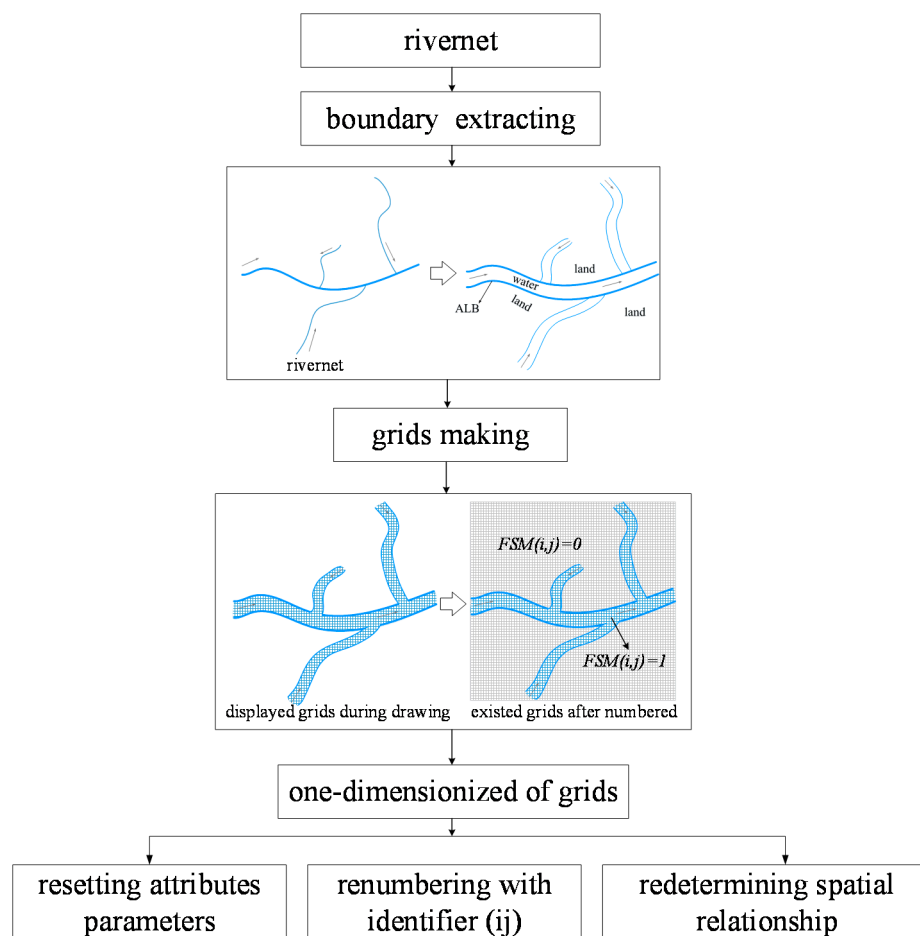 rivernet
boundary extracting
land
water
land
ALB
land
rivernet
grids making
FSM(i,j)=0
FSM(i,j)=1
displayed grids during drawing
existed grids after numbered
one-dimensionized of grids
resetting attributes
parameters
renumbering with
identifier (ij)
redetermining spatial
relationship